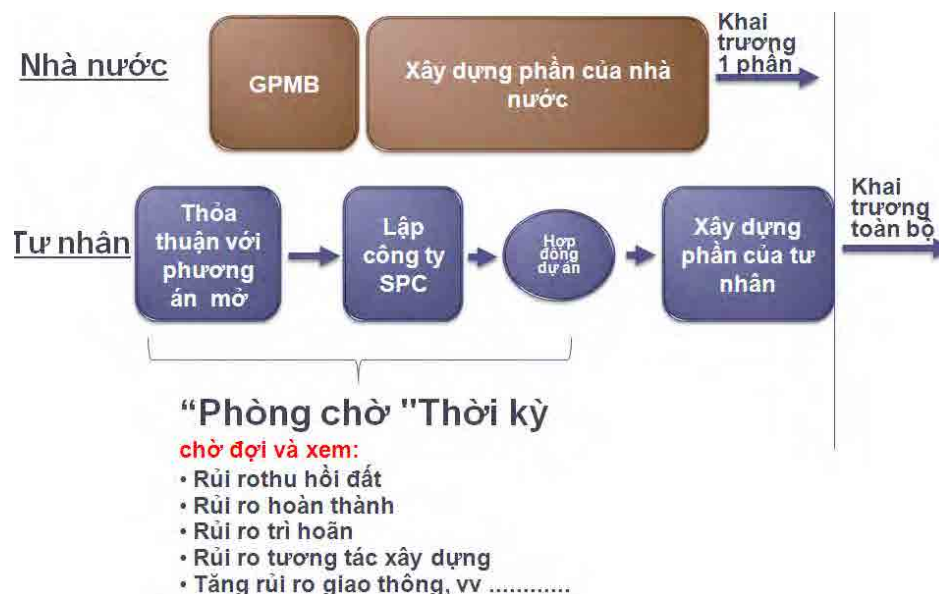 Nhà nước
GPMB
Xây dựng phần của nhà
nước
Khai
trương
1 phần
Tư nhân
Thỏa
thuận với
phương
án mở
Lập
công ty
SPC
Hợp
đồng
dự án
Xây dựng
phần của tư
nhân
Khai
trương
toàn bộ
“Phòng chờ "Thời kỳ
chờ đợi và xem:
• Rủi rothu hồi đất
• Rủi ro hoàn thành
• Rủi ro trì hoãn
• Rủi ro tương tác xây dựng
• Tăng rủi ro giao thông, vv ............